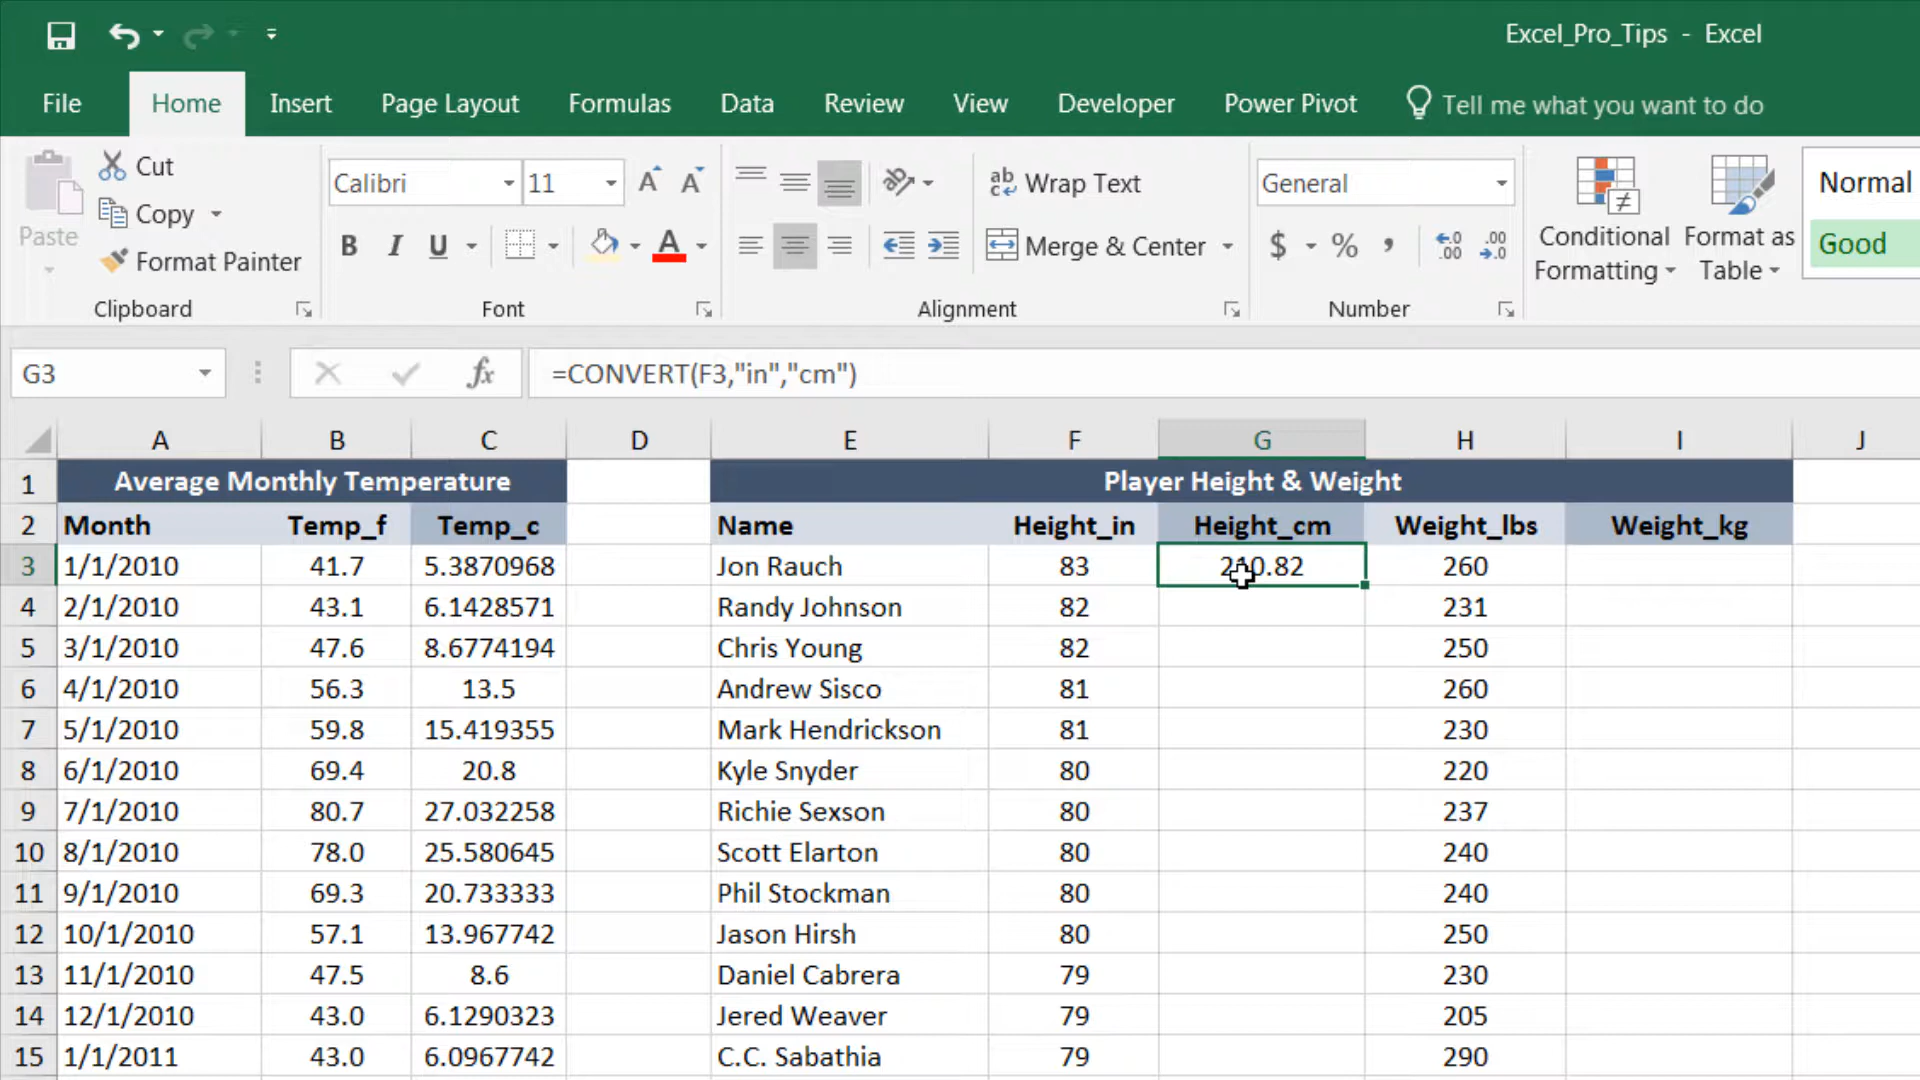 Excel_Pro_Tips - Excel
File Home Insert Page Layout Formulas Data Review View Developer Power Pivot Tell me what you want to do
Paste
Cut
Copy
Format Painter
Clipboard
Calibri 11
B I U A
Font
ab
c
Wrap Text
Merge & Center
Alignment
General
$ % ,
.0 .00
.00 .0
Number
Conditional Formatting
Format as Table
Normal
Good
G3 fx =CONVERT(F3,"in","cm")
A B C D E F G H I J
1 Average Monthly Temperature Player Height & Weight
2 Month Temp_f Temp_c Name Height_in Height_cm Weight_lbs Weight_kg
3 1/1/2010 41.7 5.3870968 Jon Rauch 83 210.82 260
4 2/1/2010 43.1 6.1428571 Randy Johnson 82 231
5 3/1/2010 47.6 8.6774194 Chris Young 82 250
6 4/1/2010 56.3 13.5 Andrew Sisco 81 260
7 5/1/2010 59.8 15.419355 Mark Hendrickson 81 230
8 6/1/2010 69.4 20.8 Kyle Snyder 80 220
9 7/1/2010 80.7 27.032258 Richie Sexson 80 237
10 8/1/2010 78.0 25.580645 Scott Elarton 80 240
11 9/1/2010 69.3 20.733333 Phil Stockman 80 240
12 10/1/2010 57.1 13.967742 Jason Hirsh 80 250
13 11/1/2010 47.5 8.6 Daniel Cabrera 79 230
14 12/1/2010 43.0 6.1290323 Jered Weaver 79 205
15 1/1/2011 43.0 6.0967742 C.C. Sabathia 79 290